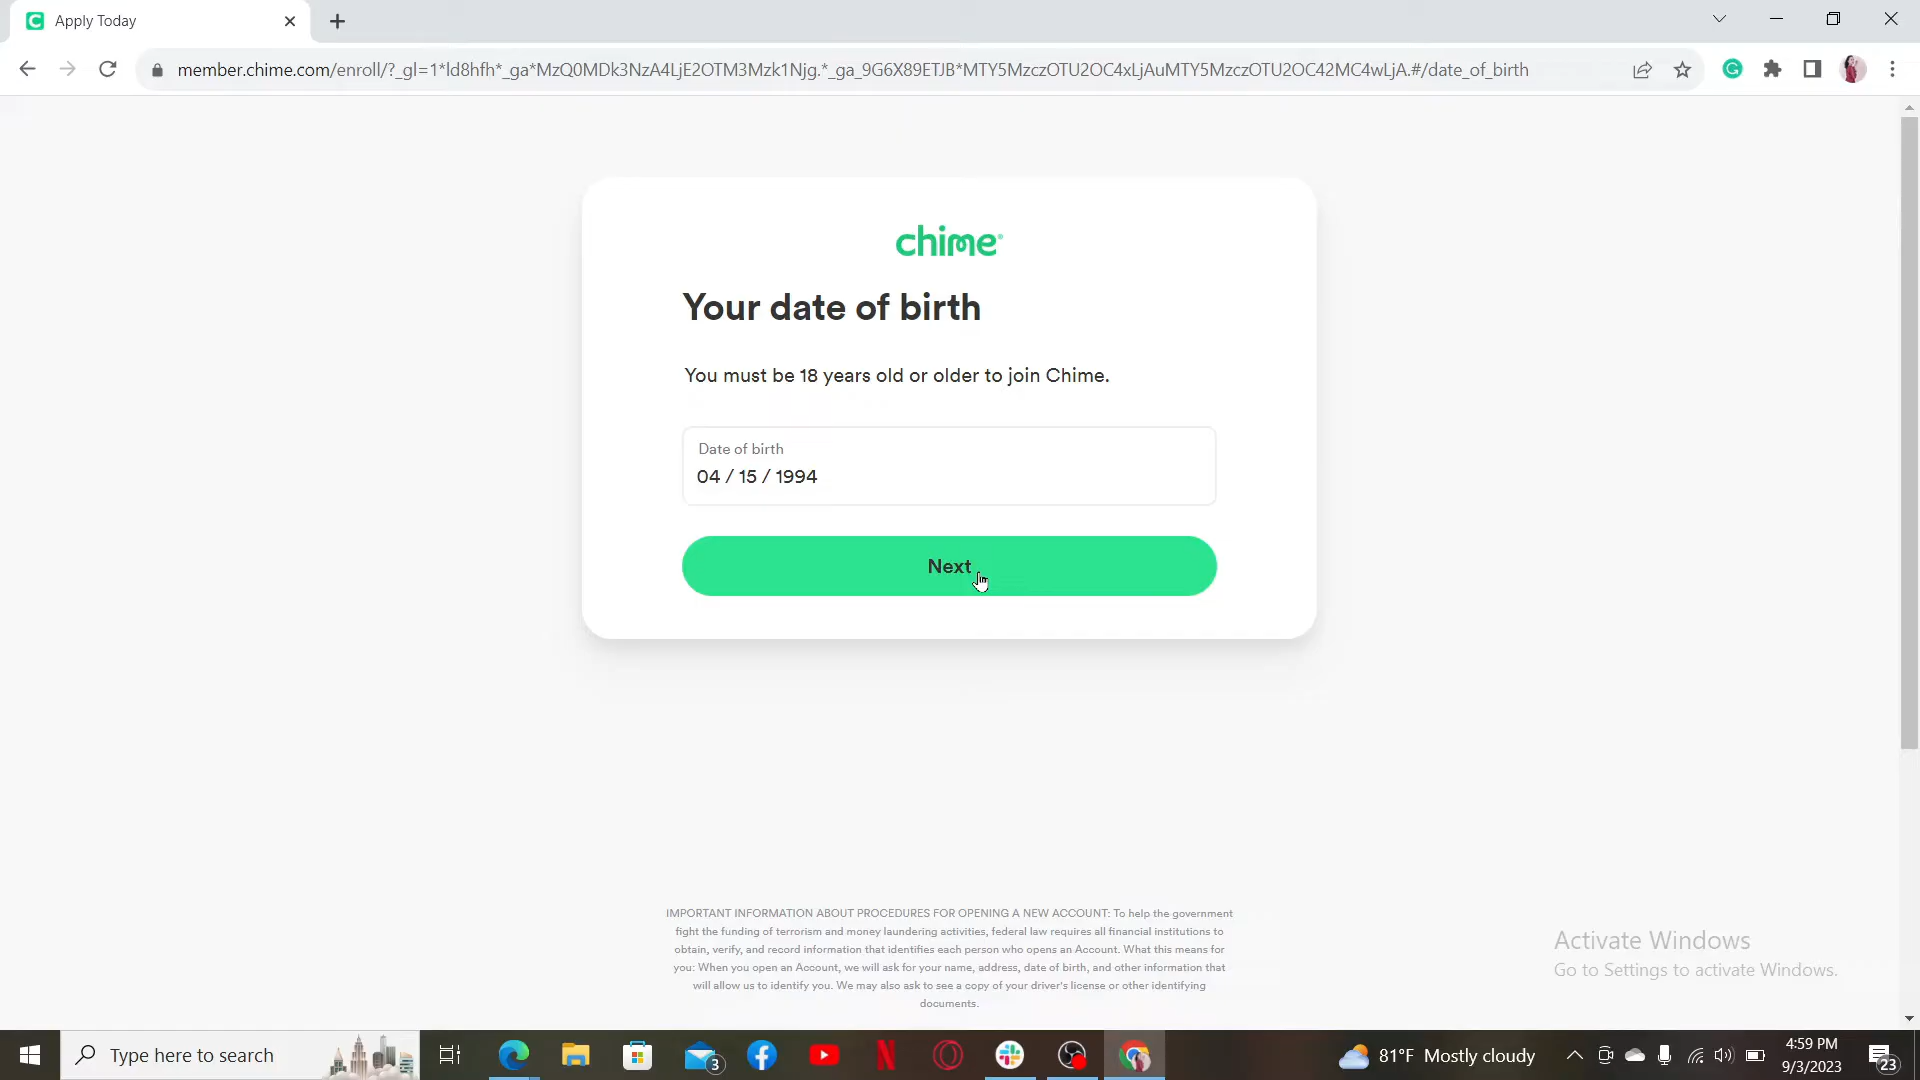 Apply Today
member.chime.com/enroll/?_gl=1*ld8hfh*_ga*MzQ0MDk3NzA4LjE2OTM3Mzk1Njg.*_ga_9G6X89ETJB*MTY5MzczOTU2OC4xLjAuMTY5MzczOTU2OC42MC4wLjA.#/date_of_birth
chime
Your date of birth
You must be 18 years old or older to join Chime.
Date of birth
04 / 15 / 1994
Next
IMPORTANT INFORMATION ABOUT PROCEDURES FOR OPENING A NEW ACCOUNT: To help the government
fight the funding of terrorism and money laundering activities, federal law requires all financial institutions to
obtain, verify, and record information that identifies each person who opens an Account. What this means for
you: When you open an Account, we will ask for your name, address, date of birth, and other information that
will allow us to identify you. We may also ask to see a copy of your driver's license or other identifying
documents.
Activate Windows
Go to Settings to activate Windows.
Type here to search
3
81°F Mostly cloudy
4:59 PM
9/3/2023
23